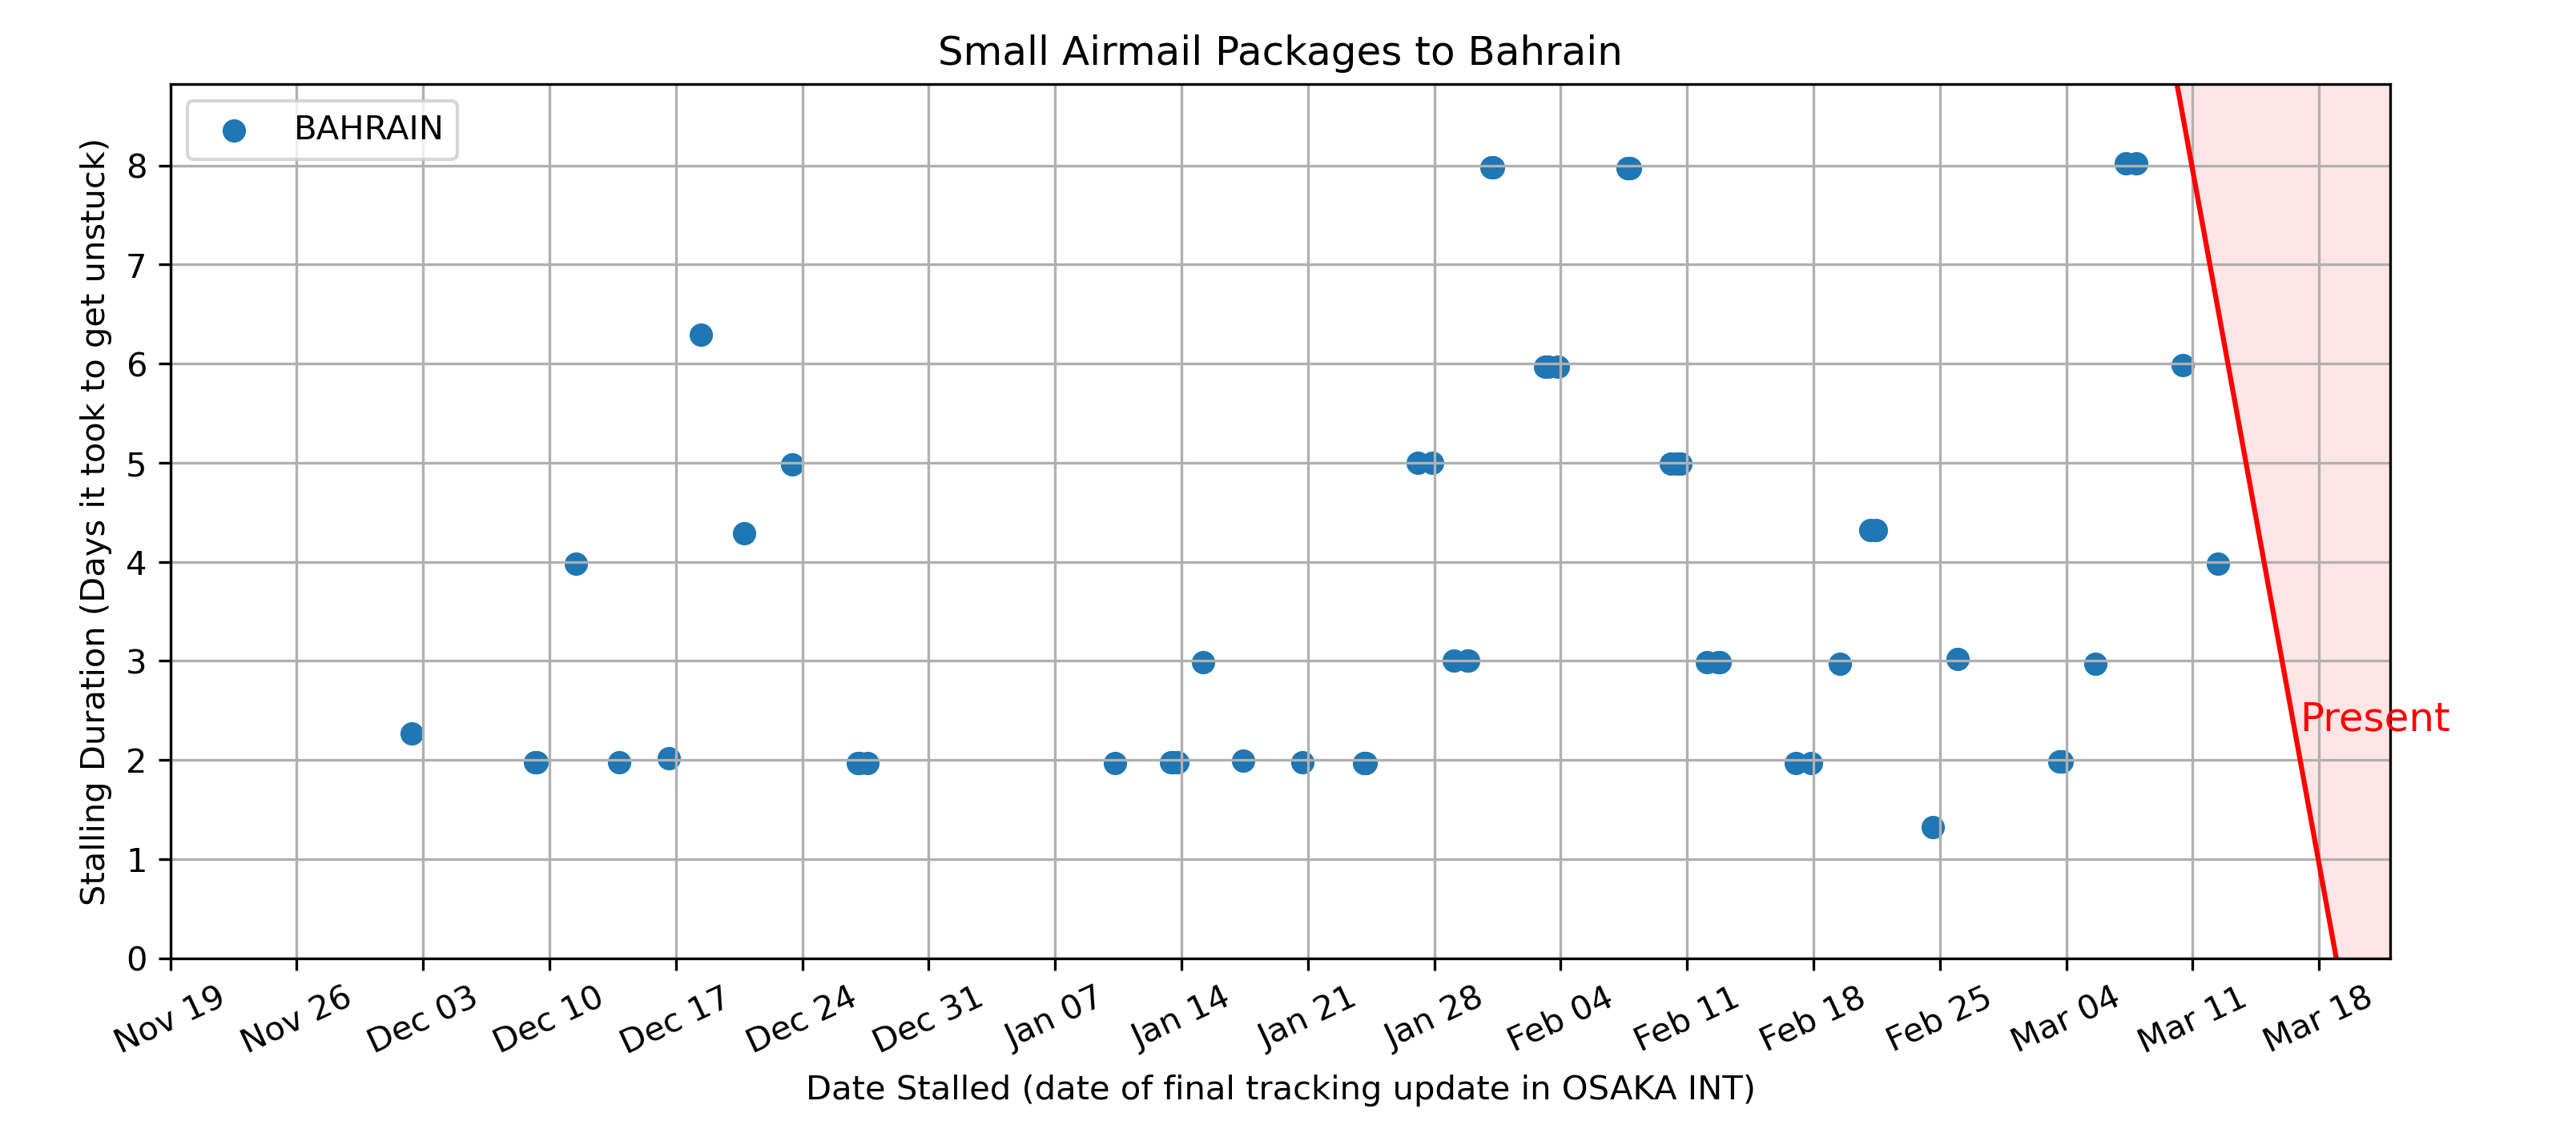 Small Airmail Packages to Bahrain
BAHRAIN
Stalling Duration (Days it took to get unstuck)
8
7
6
5
4
3
2
1
0
Present
Nov 19
Nov 26
Dec 03
Dec 10
Dec 17
Dec 24
Dec 31
Jan 07
Jan 14
Jan 21
Jan 28
Feb 04
Feb 11
Feb 18
Feb 25
Mar 04
Mar 11
Mar 18
Date Stalled (date of final tracking update in OSAKA INT)